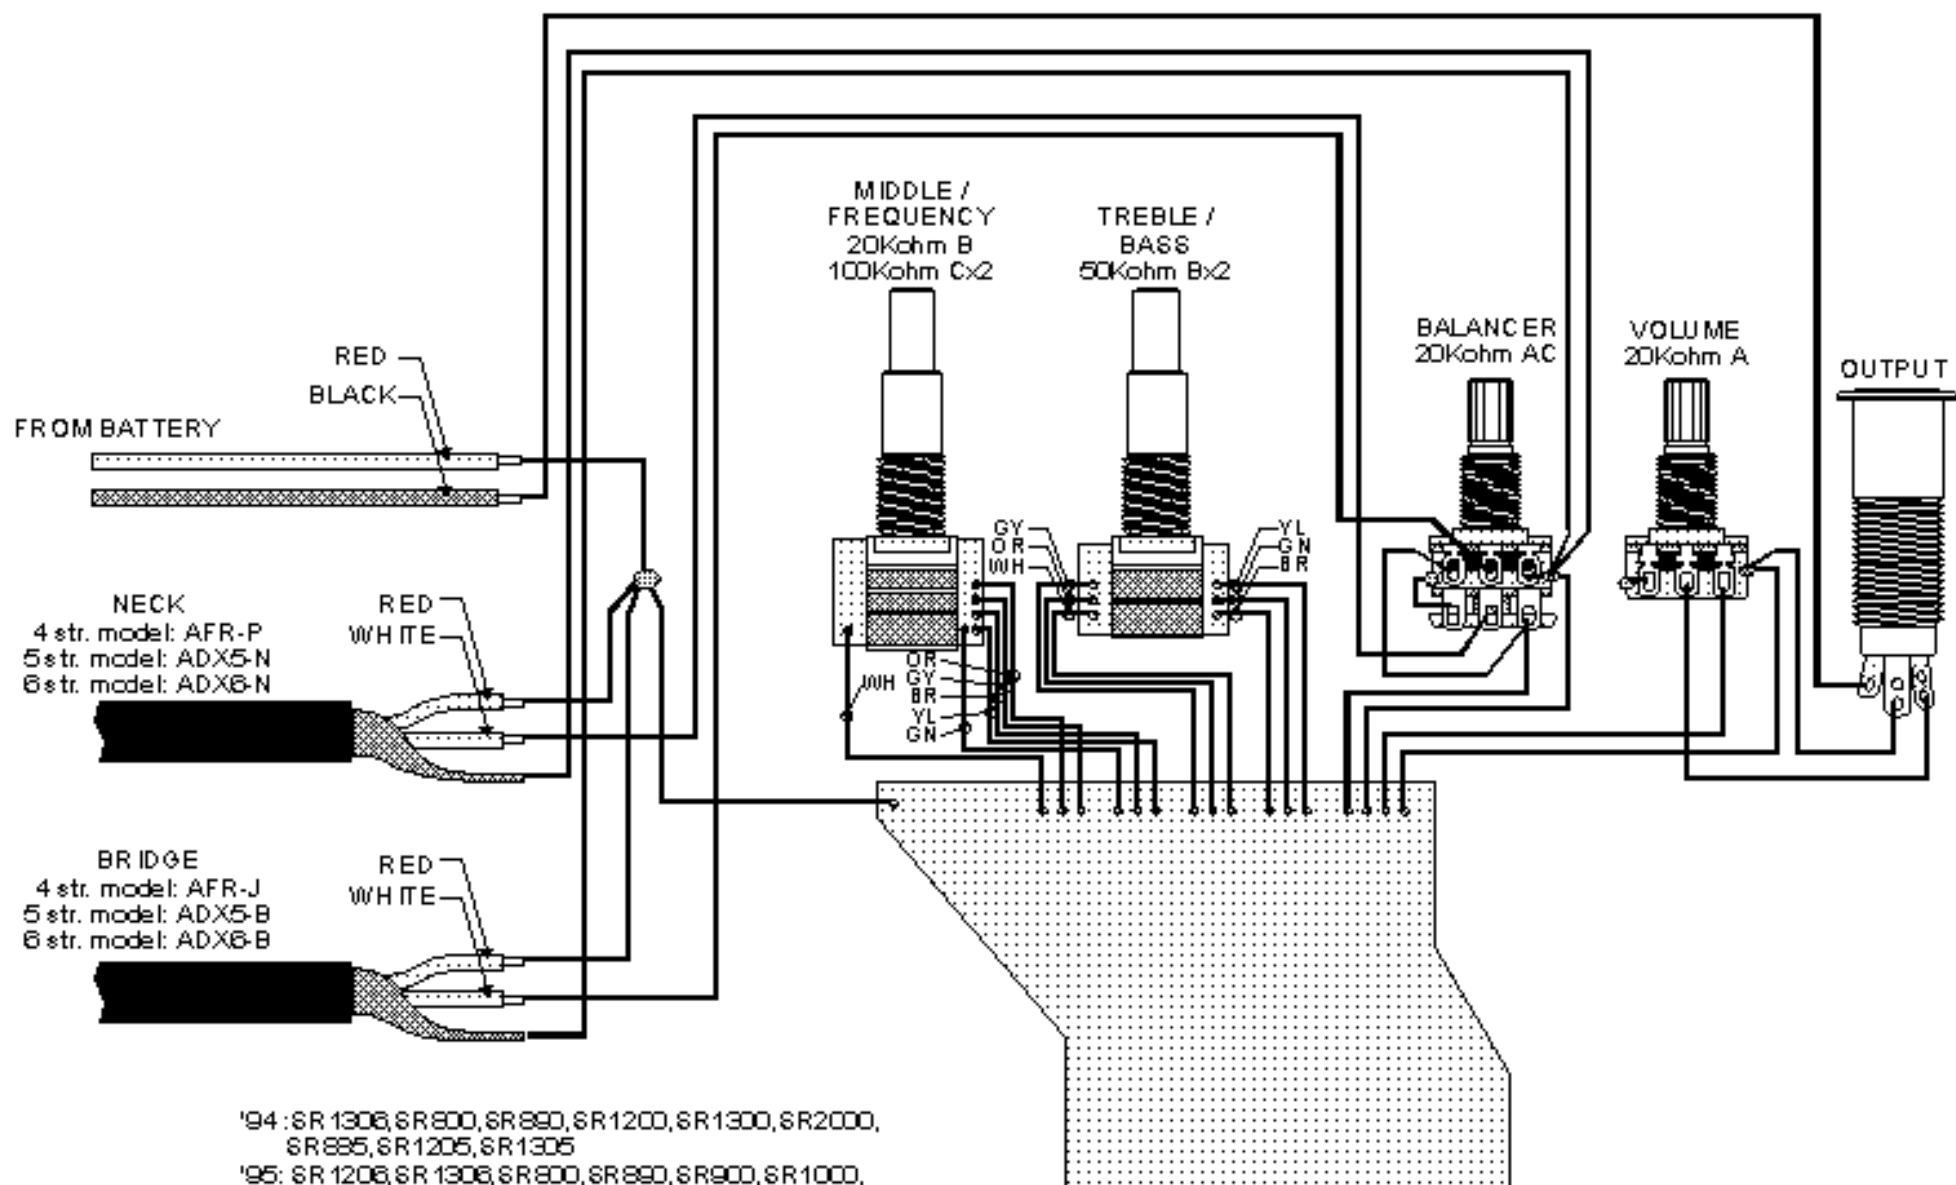 MIDDLE /
FREQUENCY
20Kohm B
100Kohm Cx2
TREBLE /
BASS
50Kohm Bx2
BALANCER
20Kohm AC
VOLUME
20Kohm A
OUTPUT
RED
BLACK
FROM BATTERY
GY
OR
WH
YL
GN
BR
NECK
4 str. model: AFR-P
5 str. model: ADX5-N
6 str. model: ADX6-N
RED
WHITE
WH
OR
GY
BR
YL
GN
BRIDGE
4 str. model: AFR-J
5 str. model: ADX5-B
6 str. model: ADX6-B
RED
WHITE
'94: SR1306,SR800,SR890,SR1200,SR1300,SR2000,
SR885,SR1205,SR1305
'95: SR1206,SR1306,SR800,SR890,SR900,SR1000,